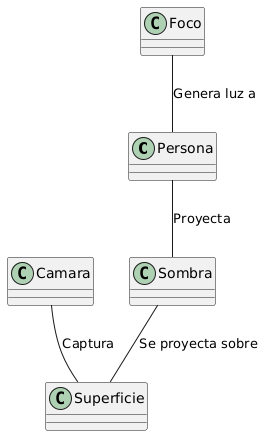 C Foco
Genera luz a
C Persona
Proyecta
C Camara
C Sombra
Captura
Se proyecta sobre
C Superficie